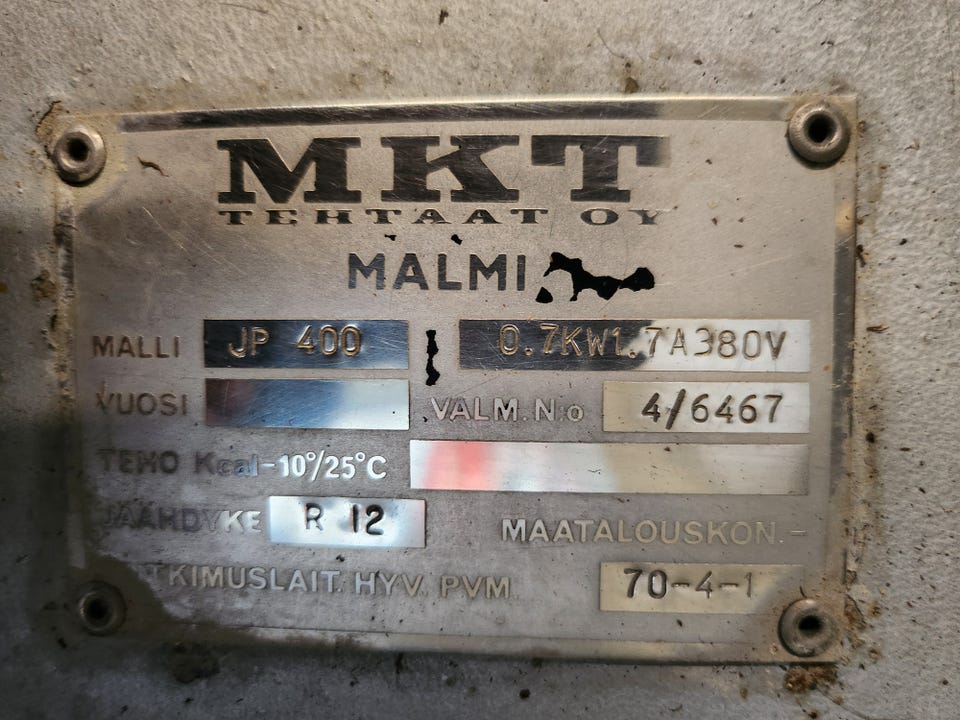 MKT
TEHTAAT OY
MALMI
MALLI JP 400 0.7KW1.7A380V
VUOSI VALM. N:o 4/6467
TEHO Kcal-10°/25°C
JÄÄHDYKE R 12 MAATALOUSKON.-
TKIMUSLAIT. HYV. PVM. 70-4-1